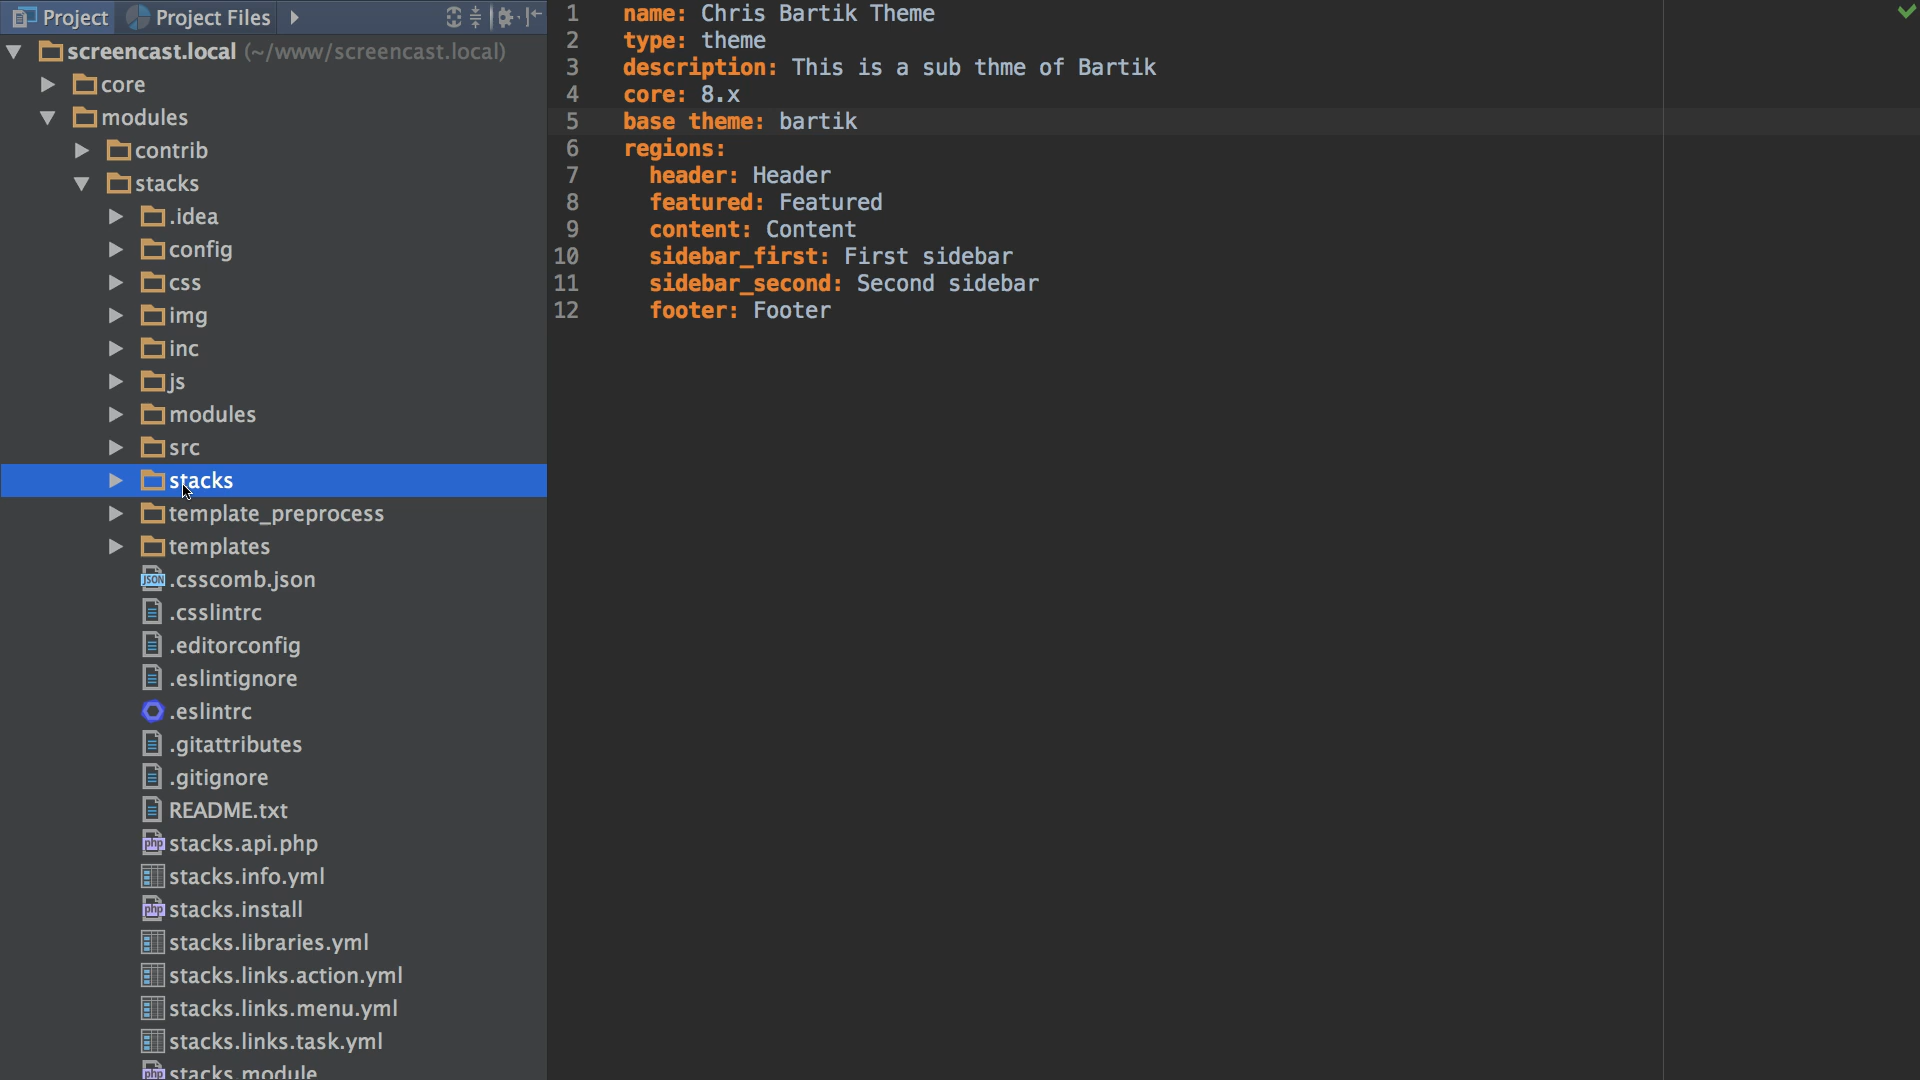 Project Project Files
screencast.local (~/www/screencast.local)
core
modules
contrib
stacks
.idea
config
css
img
inc
js
modules
src
stacks
template_preprocess
templates
JSON .csscomb.json
.csslintrc
.editorconfig
.eslintignore
.eslintrc
.gitattributes
.gitignore
README.txt
php stacks.api.php
stacks.info.yml
php stacks.install
stacks.libraries.yml
stacks.links.action.yml
stacks.links.menu.yml
stacks.links.task.yml
php stacks.module
1 name: Chris Bartik Theme
2 type: theme
3 description: This is a sub thme of Bartik
4 core: 8.x
5 base theme: bartik
6 regions:
7 header: Header
8 featured: Featured
9 content: Content
10 sidebar_first: First sidebar
11 sidebar_second: Second sidebar
12 footer: Footer